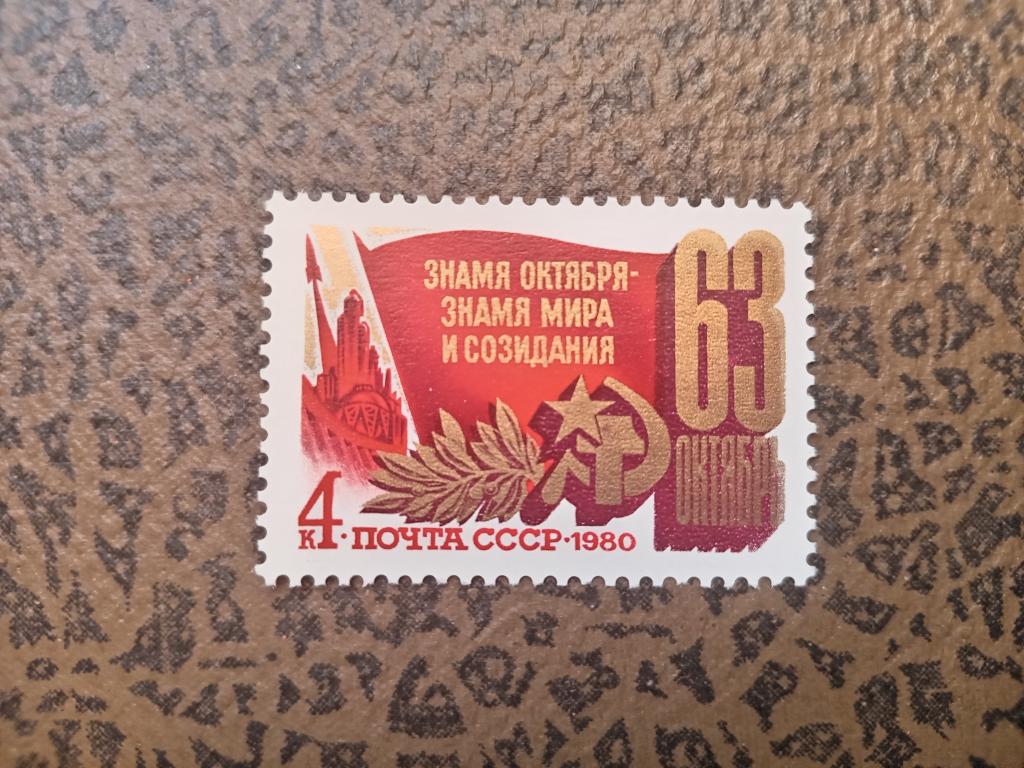 ЗНАМЯ ОКТЯБРЯ-
ЗНАМЯ МИРА
И СОЗИДАНИЯ
63
ОКТЯБРЬ
4 К · ПОЧТА СССР · 1980